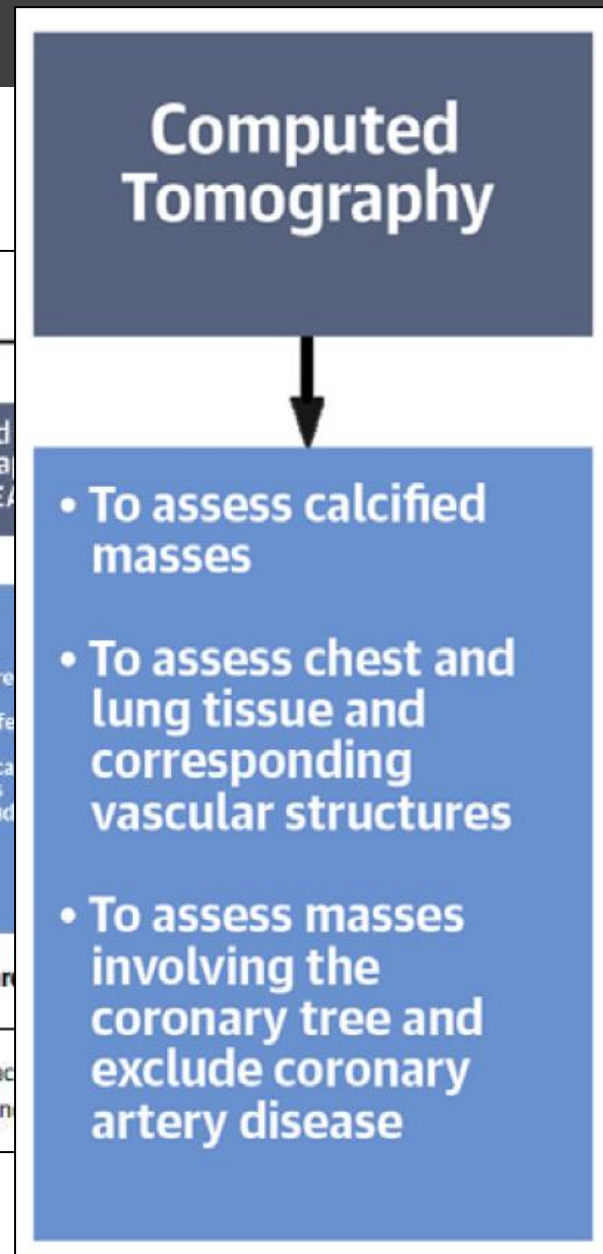 Computed
Tomography
• To assess calcified
masses
• To assess chest and
lung tissue and
corresponding
vascular structures
• To assess masses
involving the
coronary tree and
exclude coronary
artery disease